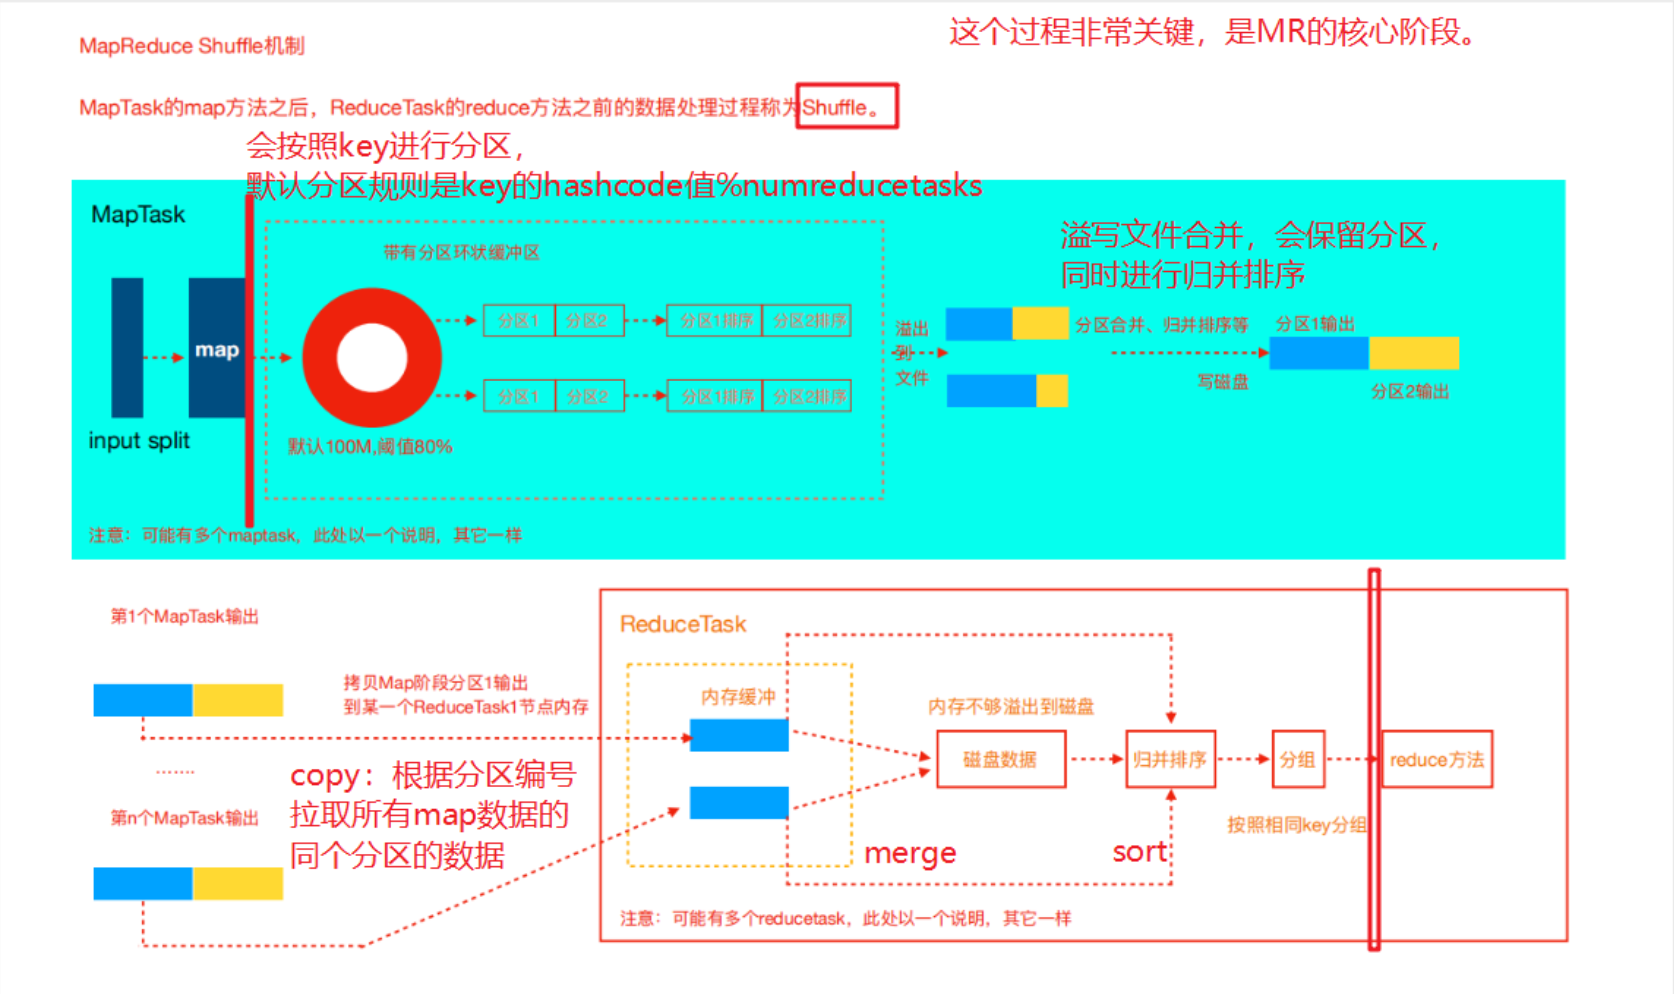 这个过程非常关键，是MR的核心阶段。
MapReduce Shuffle机制
MapTask的map方法之后，ReduceTask的reduce方法之前的数据处理过程称为Shuffle。
会按照key进行分区，
默认分区规则是key的hashcode值%numreducetasks
MapTask
带有分区环状缓冲区
溢写文件合并，会保留分区，
同时进行归并排序
分区1
分区2
分区1排序
分区2排序
溢出
到
文件
分区合并、归并排序等
分区1输出
map
写磁盘
分区2输出
分区1
分区2
分区1排序
分区2排序
input split
默认100M,阈值80%
注意：可能有多个maptask，此处以一个说明，其它一样
第1个MapTask输出
ReduceTask
拷贝Map阶段分区1输出
到某一个ReduceTask1节点内存
内存缓冲
内存不够溢出到磁盘
磁盘数据
归并排序
分组
reduce方法
.......
copy：根据分区编号
拉取所有map数据的
同个分区的数据
第n个MapTask输出
按照相同key分组
merge
sort
注意：可能有多个reducetask，此处以一个说明，其它一样